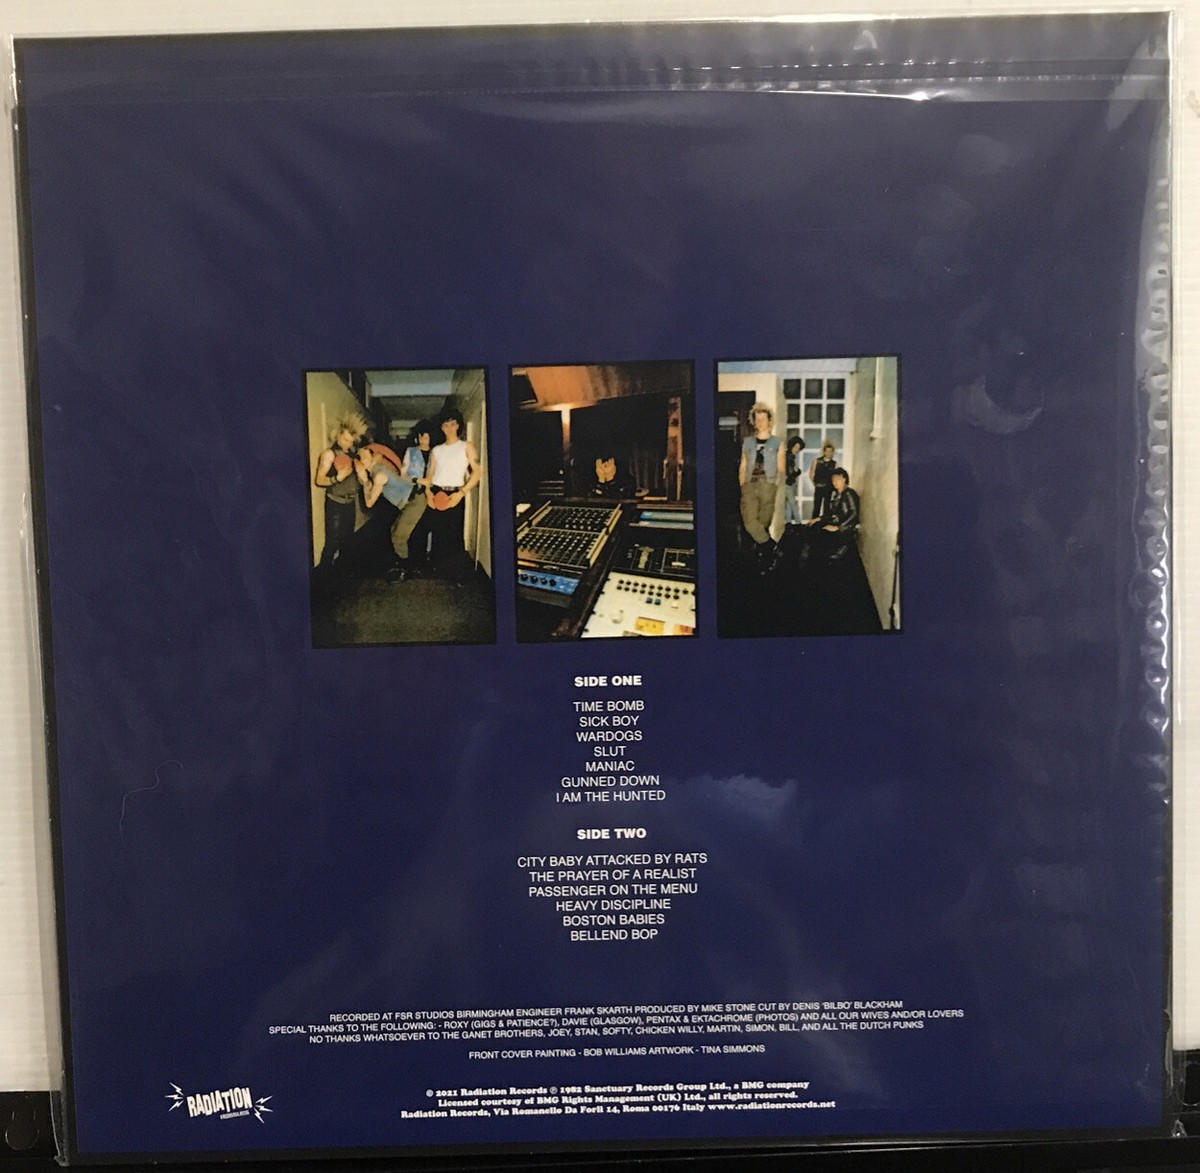 SIDE ONE
TIME BOMB
SICK BOY
WARDOGS
SLUT
MANIAC
GUNNED DOWN
I AM THE HUNTED
SIDE TWO
CITY BABY ATTACKED BY RATS
THE PRAYER OF A REALIST
PASSENGER ON THE MENU
HEAVY DISCIPLINE
BOSTON BABIES
BELLEND BOP
RECORDED AT FSR STUDIOS BIRMINGHAM ENGINEER FRANK SKARTH PRODUCED BY MIKE STONE CUT BY DENIS 'BILBO' BLACKHAM
SPECIAL THANKS TO THE FOLLOWING: - ROXY (GIGS & PATIENCE?), DAVIE (GLASGOW), PENTAX & EKTACHROME (PHOTOS) AND ALL OUR WIVES AND/OR LOVERS
NO THANKS WHATSOEVER TO THE GANET BROTHERS, JOEY, STAN, SOFTY, CHICKEN WILLY, MARTIN, SIMON, BILL, AND ALL THE DUTCH PUNKS
FRONT COVER PAINTING - BOB WILLIAMS ARTWORK - TINA SIMMONS
© 2021 Radiation Records ℗ 1982 Sanctuary Records Group Ltd., a BMG company
Licensed courtesy of BMG Rights Management (UK) Ltd., all rights reserved.
Radiation Records, Via Romanello Da Forlì 14, Roma 00176 Italy www.radiationrecords.net
RADIATION